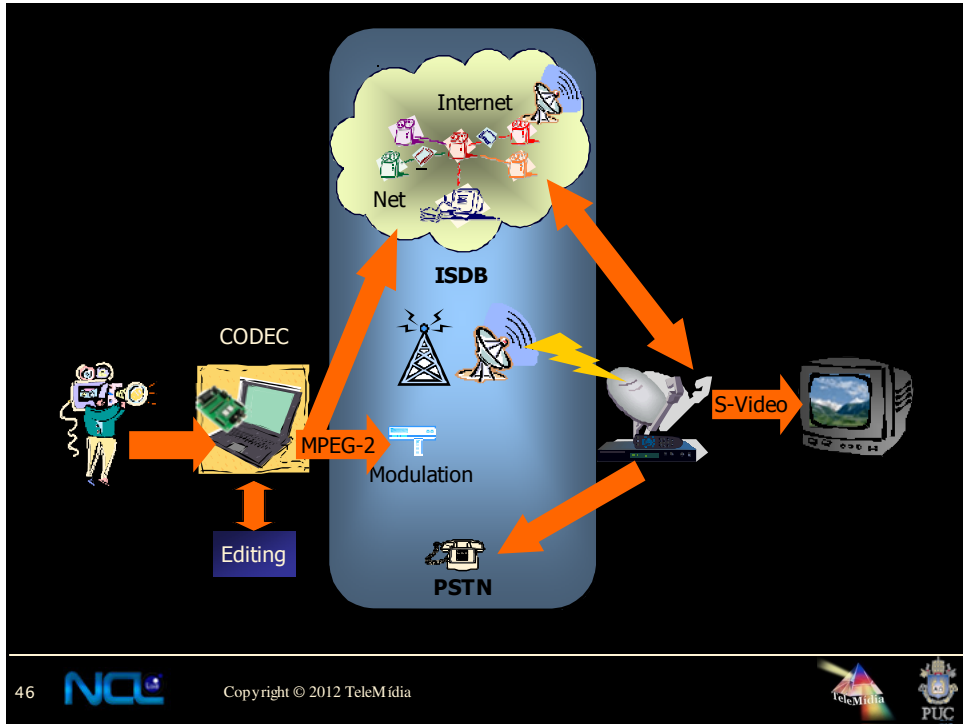 Internet
Net
ISDB
CODEC
S-Video
MPEG-2
Modulation
Editing
PSTN
46
NCL
Copyright © 2012 TeleMídia
TeleMídia
PUC